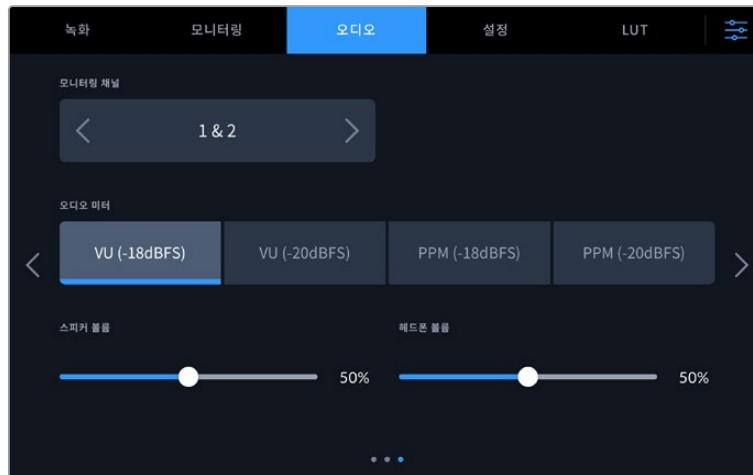 녹화 모니터링 오디오 설정 LUT
모니터링 채널
1 & 2
오디오 미터
VU (-18dBFS) VU (-20dBFS) PPM (-18dBFS) PPM (-20dBFS)
스피커 볼륨 헤드폰 볼륨
50% 50%